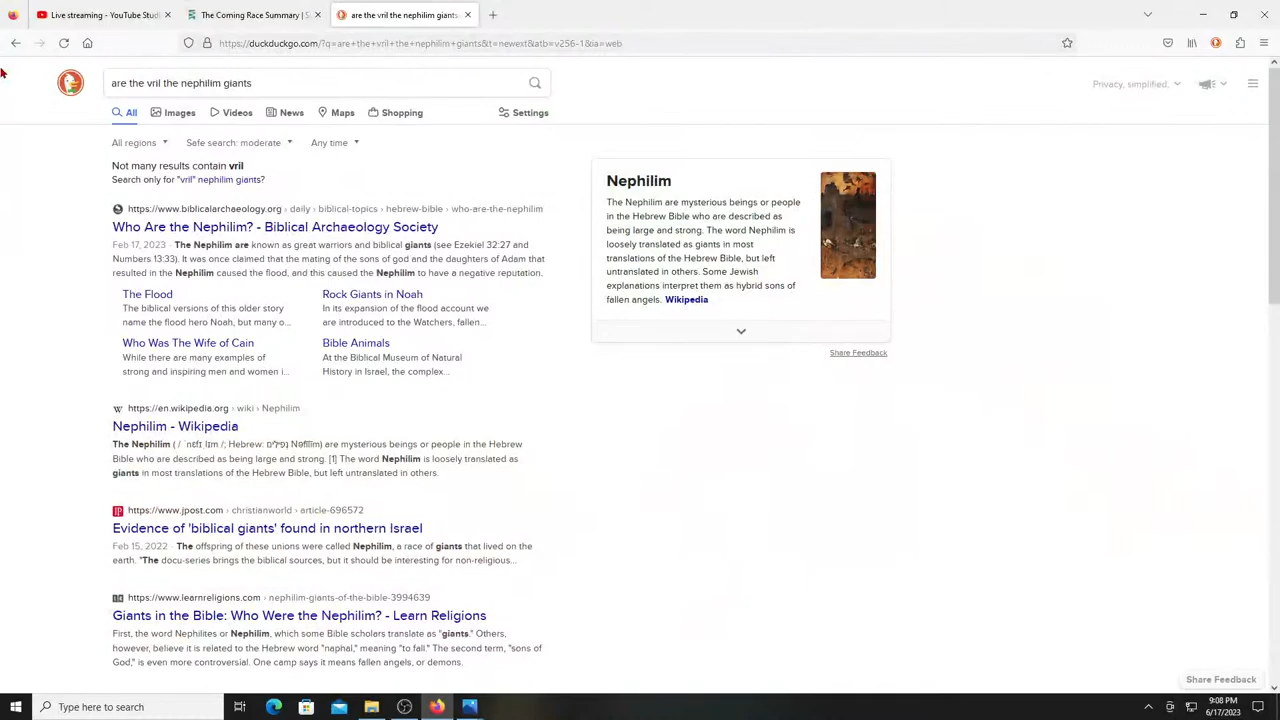 Live streaming - YouTube Studi
The Coming Race Summary | S
are the vril the nephilim giants
https://duckduckgo.com/?q=are+the+vril+the+nephilim+giants&t=newext&atb=v256-1&ia=web
are the vril the nephilim giants
Privacy, simplified.
All Images Videos News Maps Shopping Settings
All regions Safe search: moderate Any time
Not many results contain vril
Search only for "vril" nephilim giants?
https://www.biblicalarchaeology.org › daily › biblical-topics › hebrew-bible › who-are-the-nephilim
Who Are the Nephilim? - Biblical Archaeology Society
Feb 17, 2023 · The Nephilim are known as great warriors and biblical giants (see Ezekiel 32:27 and
Numbers 13:33). It was once claimed that the mating of the sons of god and the daughters of Adam that
resulted in the Nephilim caused the flood, and this caused the Nephilim to have a negative reputation.
The Flood
The biblical versions of this older story
name the flood hero Noah, but many o...
Rock Giants in Noah
In its expansion of the flood account we
are introduced to the Watchers, fallen...
Who Was The Wife of Cain
While there are many examples of
strong and inspiring men and women i...
Bible Animals
At the Biblical Museum of Natural
History in Israel, the complex...
https://en.wikipedia.org › wiki › Nephilim
Nephilim - Wikipedia
The Nephilim ( / ˈnɛfɪˌlɪm /; Hebrew: נְפִילִים Nəfīlīm) are mysterious beings or people in the Hebrew
Bible who are described as being large and strong. [1] The word Nephilim is loosely translated as
giants in most translations of the Hebrew Bible, but left untranslated in others.
https://www.jpost.com › christianworld › article-696572
Evidence of 'biblical giants' found in northern Israel
Feb 15, 2022 · The offspring of these unions were called Nephilim, a race of giants that lived on the
earth. "The docu-series brings the biblical sources, but it should be interesting for non-religious...
https://www.learnreligions.com › nephilim-giants-of-the-bible-3994639
Giants in the Bible: Who Were the Nephilim? - Learn Religions
First, the word Nephilites or Nephilim, which some Bible scholars translate as "giants." Others,
however, believe it is related to the Hebrew word "naphal," meaning "to fall." The second term, "sons of
God," is even more controversial. One camp says it means fallen angels, or demons.
Nephilim
The Nephilim are mysterious beings or people
in the Hebrew Bible who are described as
being large and strong. The word Nephilim is
loosely translated as giants in most
translations of the Hebrew Bible, but left
untranslated in others. Some Jewish
explanations interpret them as hybrid sons of
fallen angels. Wikipedia
Share Feedback
Share Feedback
Type here to search
9:08 PM
6/17/2023